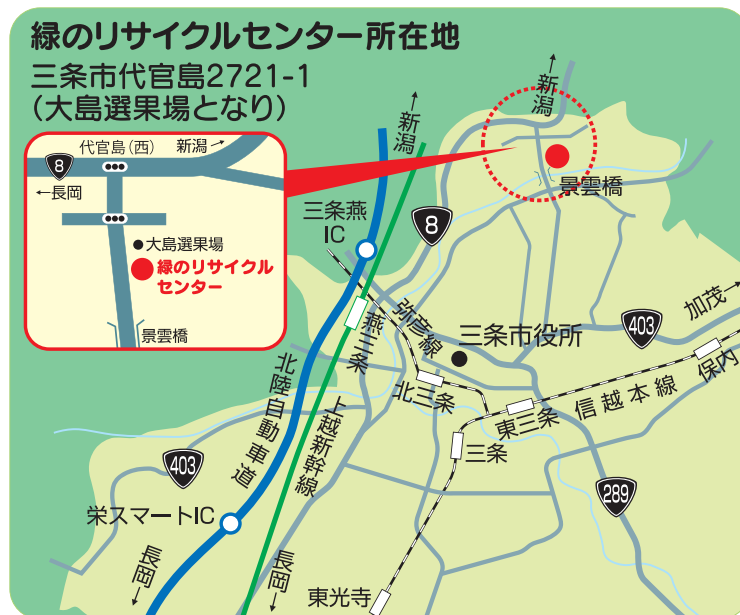 緑のリサイクルセンター所在地
三条市代官島2721-1
(大島選果場となり)
代官島(西)
新潟→
8
←長岡
大島選果場
緑のリサイクル
センター
景雲橋
→新潟
→新潟
景雲橋
三条燕
IC
8
弥彦線
燕三条
三条市役所
加茂→
403
保内
北三条
東三条
信越本線
三条
北陸自動車道
上越新幹線
403
289
栄スマートIC
長岡→
長岡→
東光寺